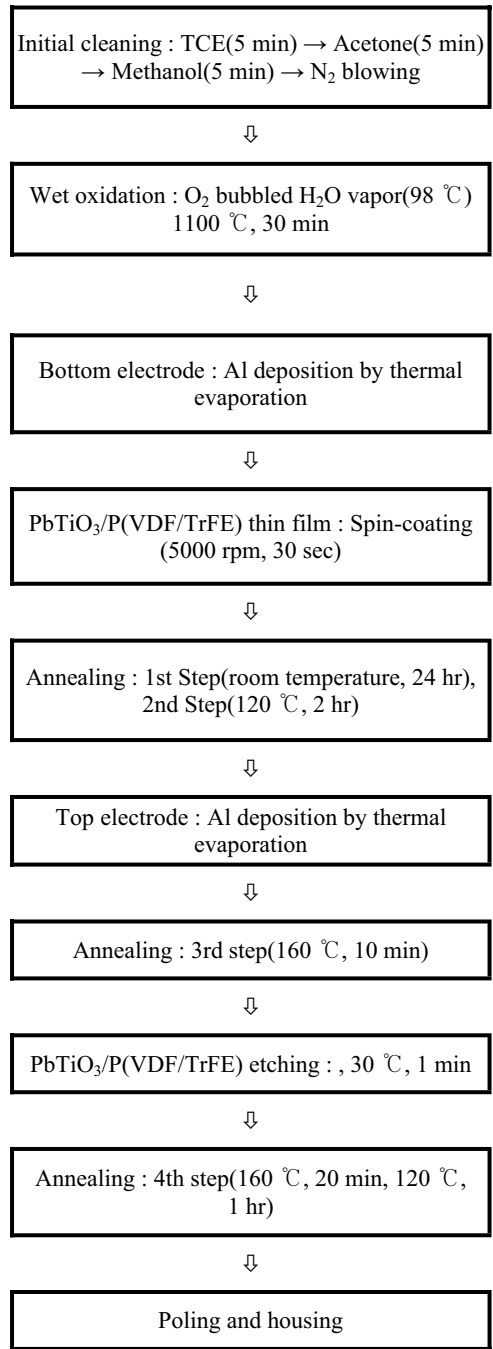 Initial cleaning : TCE(5 min) → Acetone(5 min)
→ Methanol(5 min) → N₂ blowing
⇩
Wet oxidation : O₂ bubbled H₂O vapor(98 ℃)
1100 ℃, 30 min
⇩
Bottom electrode : Al deposition by thermal
evaporation
⇩
PbTiO₃/P(VDF/TrFE) thin film : Spin-coating
(5000 rpm, 30 sec)
⇩
Annealing : 1st Step(room temperature, 24 hr),
2nd Step(120 ℃, 2 hr)
⇩
Top electrode : Al deposition by thermal
evaporation
⇩
Annealing : 3rd step(160 ℃, 10 min)
⇩
PbTiO₃/P(VDF/TrFE) etching : , 30 ℃, 1 min
⇩
Annealing : 4th step(160 ℃, 20 min, 120 ℃,
1 hr)
⇩
Poling and housing